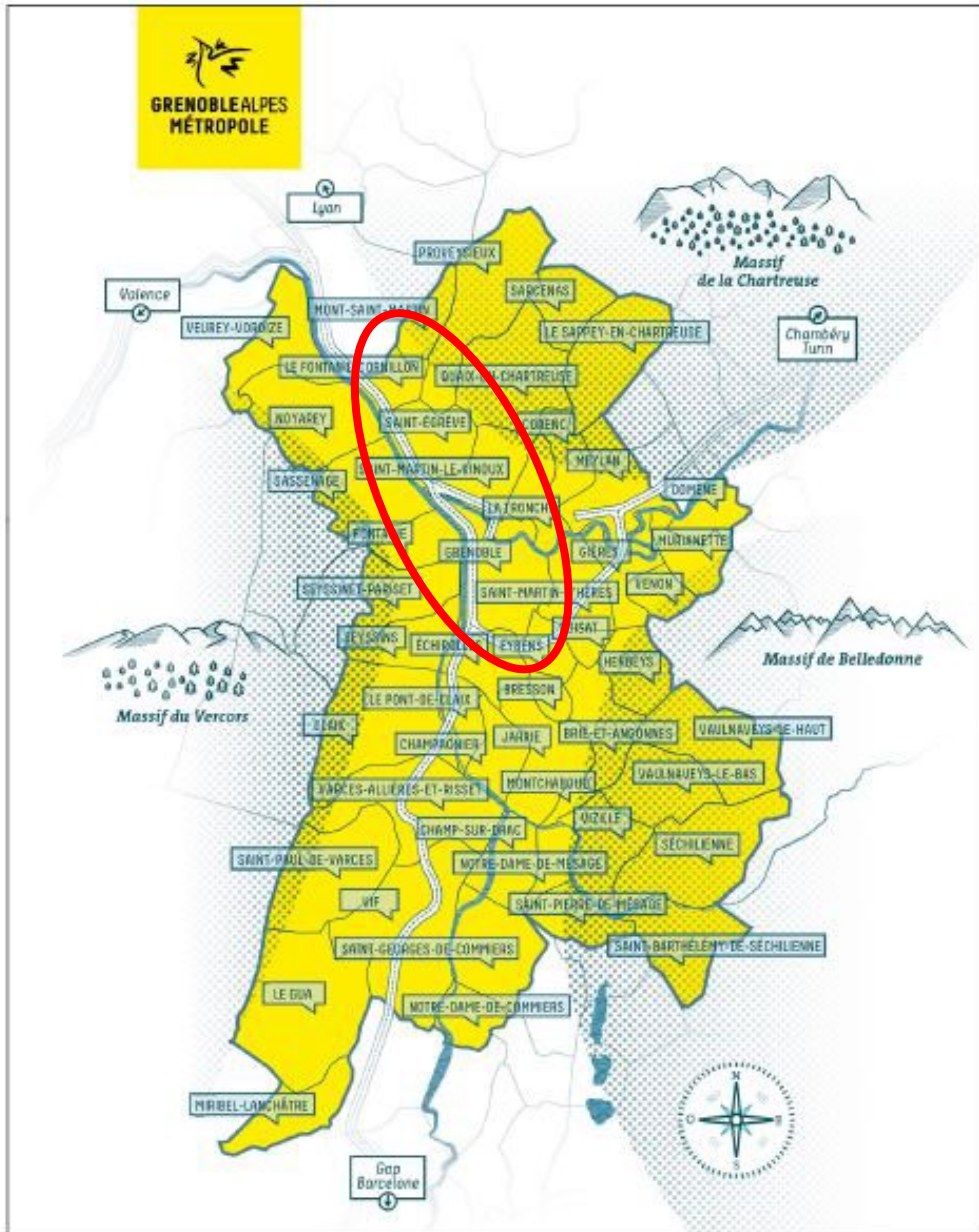 GRENOBLEALPES
MÉTROPOLE
Lyon
PROVEYSIEUX
Massif
de la Chartreuse
SARCENAS
Valence
MONT-SAINT-MARTIN
VEUREY-VOROIZE
LE SAPPEY-EN-CHARTREUSE
Chambéry
LE FONTANIL-CORNILLON
QUAIX-EN-CHARTREUSE
NOYAREY
SAINT-ÉGRÈVE
CORENC
MEYLAN
SAINT-MARTIN-LE-VINOUX
SASSENAGE
DOMÈNE
LA TRONCHE
FONTAINE
MURIANETTE
GRENOBLE
GIÈRES
SEYSSINET-PARISET
SAINT-MARTIN-D'HÈRES
VENON
SEYSSINS
ÉCHIROLLES
EYBENS
POISAT
HERBEYS
Massif de Belledonne
Massif du Vercors
LE PONT-DE-CLAIX
BRESSON
CLAIX
CHAMPAGNIER
JARRIE
BRIÉ-ET-ANGONNES
VAULNAVEYS-LE-HAUT
VARCES-ALLIÈRES-ET-RISSET
MONTCHABOUD
VAULNAVEYS-LE-BAS
CHAMP-SUR-DRAC
VIZILLE
SAINT-PAUL-DE-VARCES
NOTRE-DAME-DE-MÉSAGE
SÉCHILIENNE
VIF
SAINT-PIERRE-DE-MÉSAGE
SAINT-GEORGES-DE-COMMIERS
SAINT-BARTHÉLÉMY-DE-SÉCHILIENNE
LE GUA
NOTRE-DAME-DE-COMMIERS
MIRIBEL-LANCHÂTRE
N
O
E
S
Gap
Barcelone